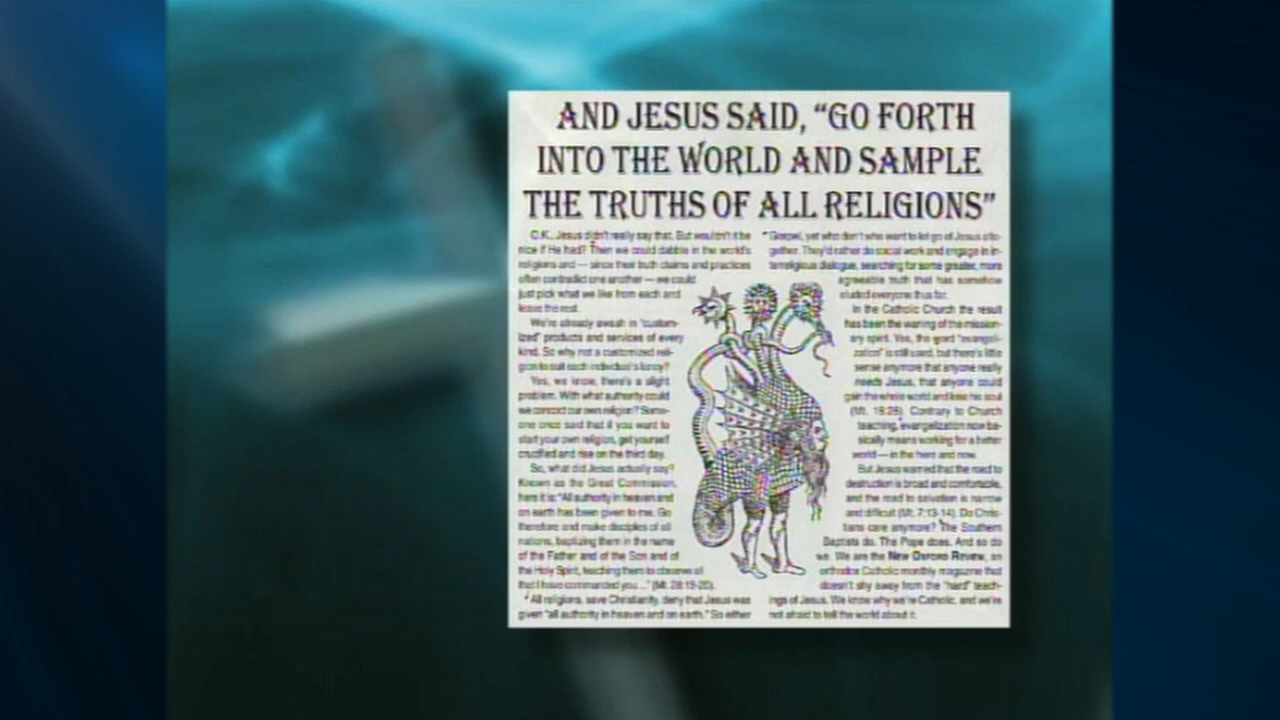 AND JESUS SAID, “GO FORTH
INTO THE WORLD AND SAMPLE
THE TRUTHS OF ALL RELIGIONS”
O.K., Jesus didn't really say that. But wouldn't it be
nice if He had? Then we could dabble in the world's
religions and — since their truth claims and practices
often contradict one another — we could
just pick what we like from each and
leave the rest.
We're already awash in "custom-
ized" products and services of every
kind. So why not a customized reli-
gion to suit each individual's fancy?
Yes, we know, there's a slight
problem. With what authority could
we concoct our own religion? Some-
one once said that if you want to
start your own religion, get yourself
crucified and rise on the third day.
So, what did Jesus actually say?
Known as the Great Commission,
here it is: "All authority in heaven and
on earth has been given to me. Go
therefore and make disciples of all
nations, baptizing them in the name
of the Father and of the Son and of
the Holy Spirit, teaching them to observe all
that I have commanded you..." (Mt. 28:19-20).
All religions, save Christianity, deny that Jesus was
given "all authority in heaven and on earth." So either
Gospel, yet who don't who want to let go of Jesus alto-
gether. They'd rather do social work and engage in in-
terreligious dialogue, searching for some greater, more
agreeable truth that has somehow
eluded everyone thus far.
In the Catholic Church the result
has been the waning of the mission-
ary spirit. Yes, the word "evangeli-
zation" is still used, but there's little
sense anymore that anyone really
needs Jesus, that anyone could
gain the whole world and lose his soul
(Mt. 16:26). Contrary to Church
teaching, evangelization now ba-
sically means working for a better
world — in the here and now.
But Jesus warned that the road to
destruction is broad and comfortable,
and the road to salvation is narrow
and difficult (Mt. 7:13-14). Do Chris-
tians care anymore? The Southern
Baptists do. The Pope does. And so do
we. We are the New Oxford Review, an
orthodox Catholic monthly magazine that
doesn't shy away from the "hard" teach-
ings of Jesus. We know why we're Catholic, and we're
not afraid to tell the world about it.